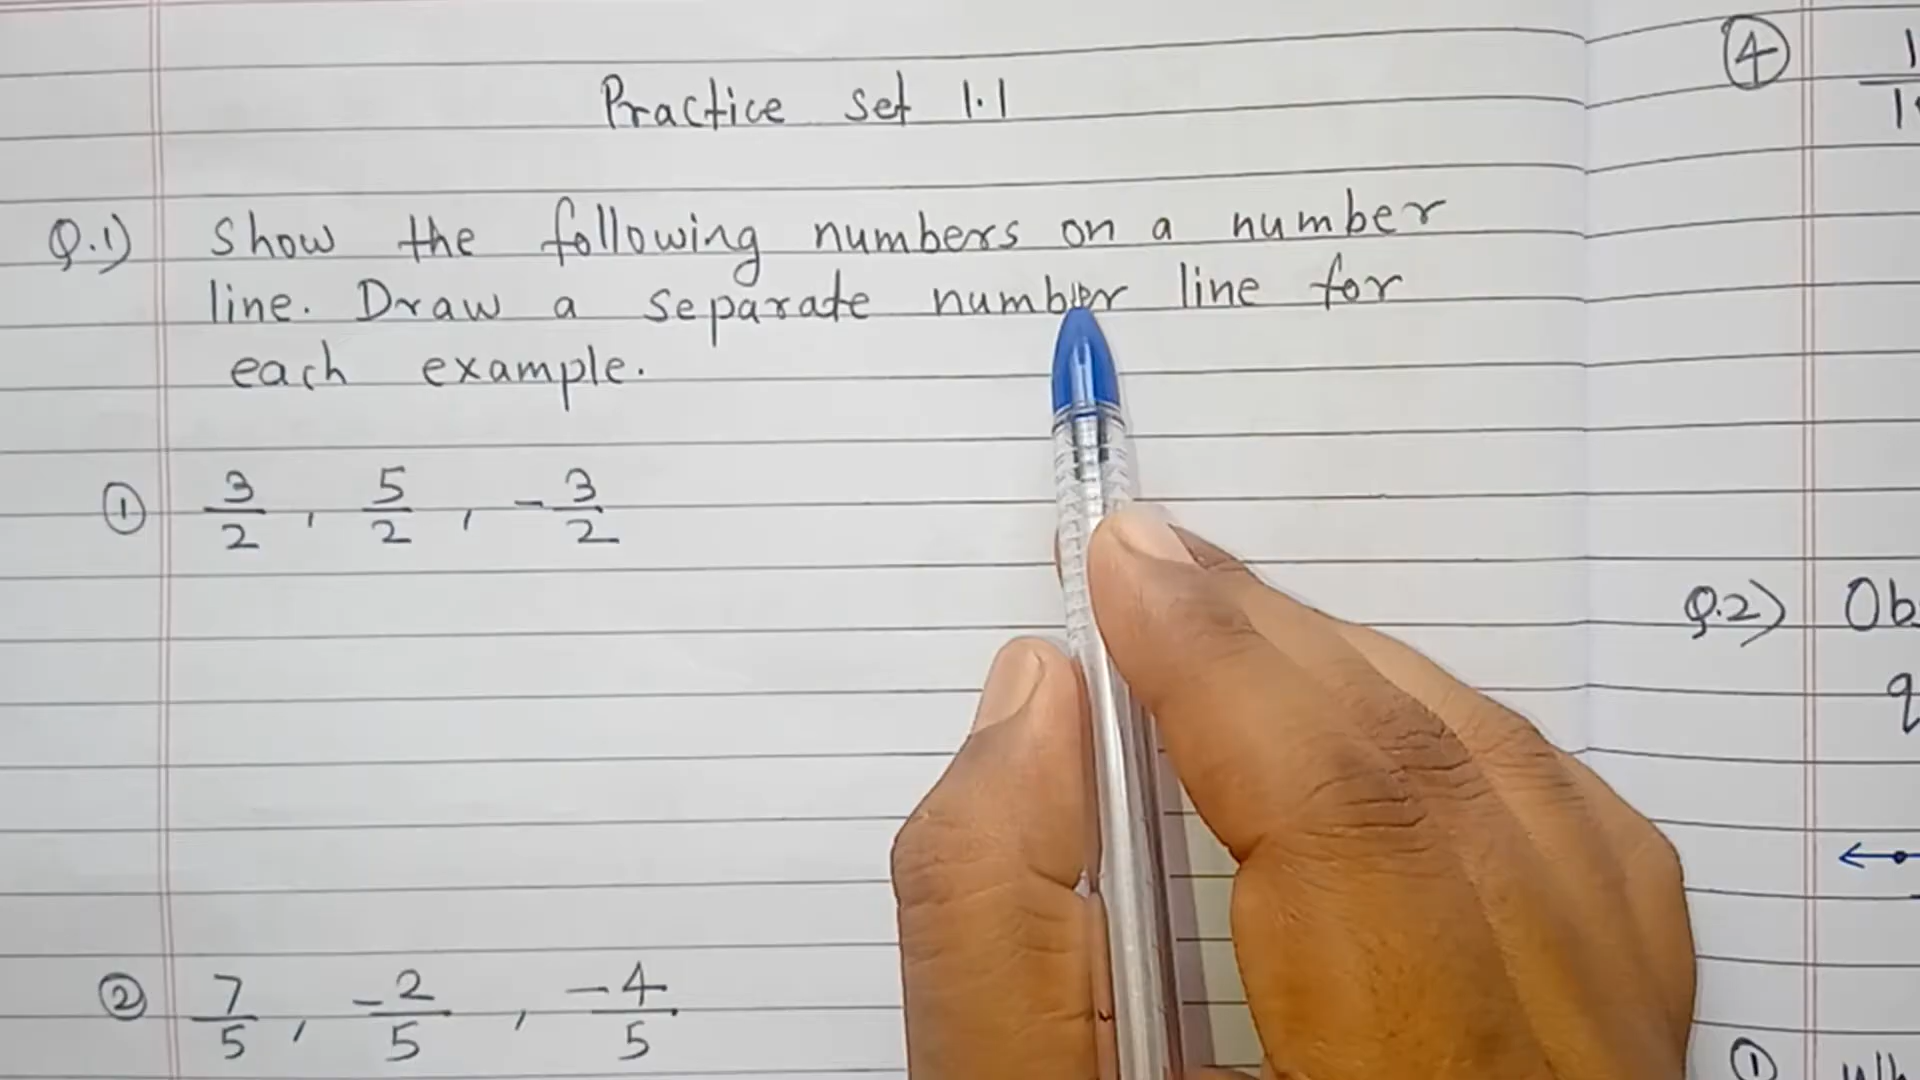 Practice set 1.1
Q.1) Show the following numbers on a number
line. Draw a separate number line for
each example.
① 3/2 , 5/2 , -3/2
② 7/5 , -2/5 , -4/5
④
Q.2)
①